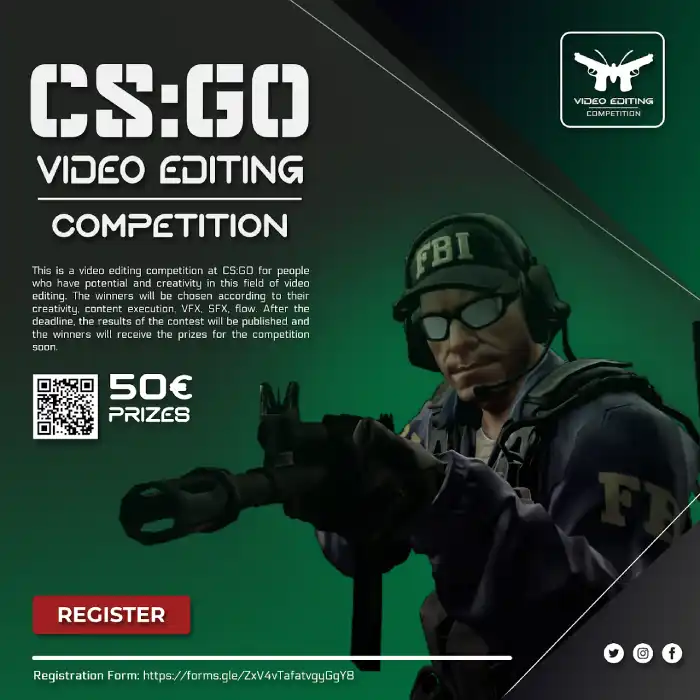 CS:GO
VIDEO EDITING
COMPETITION
VIDEO EDITING
COMPETITION
This is a video editing competition at CS:GO for people
who have potential and creativity in this field of video
editing. The winners will be chosen according to their
creativity, content execution, VFX, SFX, flow. After the
deadline, the results of the contest will be published and
the winners will receive the prizes for the competition
soon.
FBI
50€
PRIZES
FB
REGISTER
Registration Form: https://forms.gle/ZxV4vTafatvgyGgY8